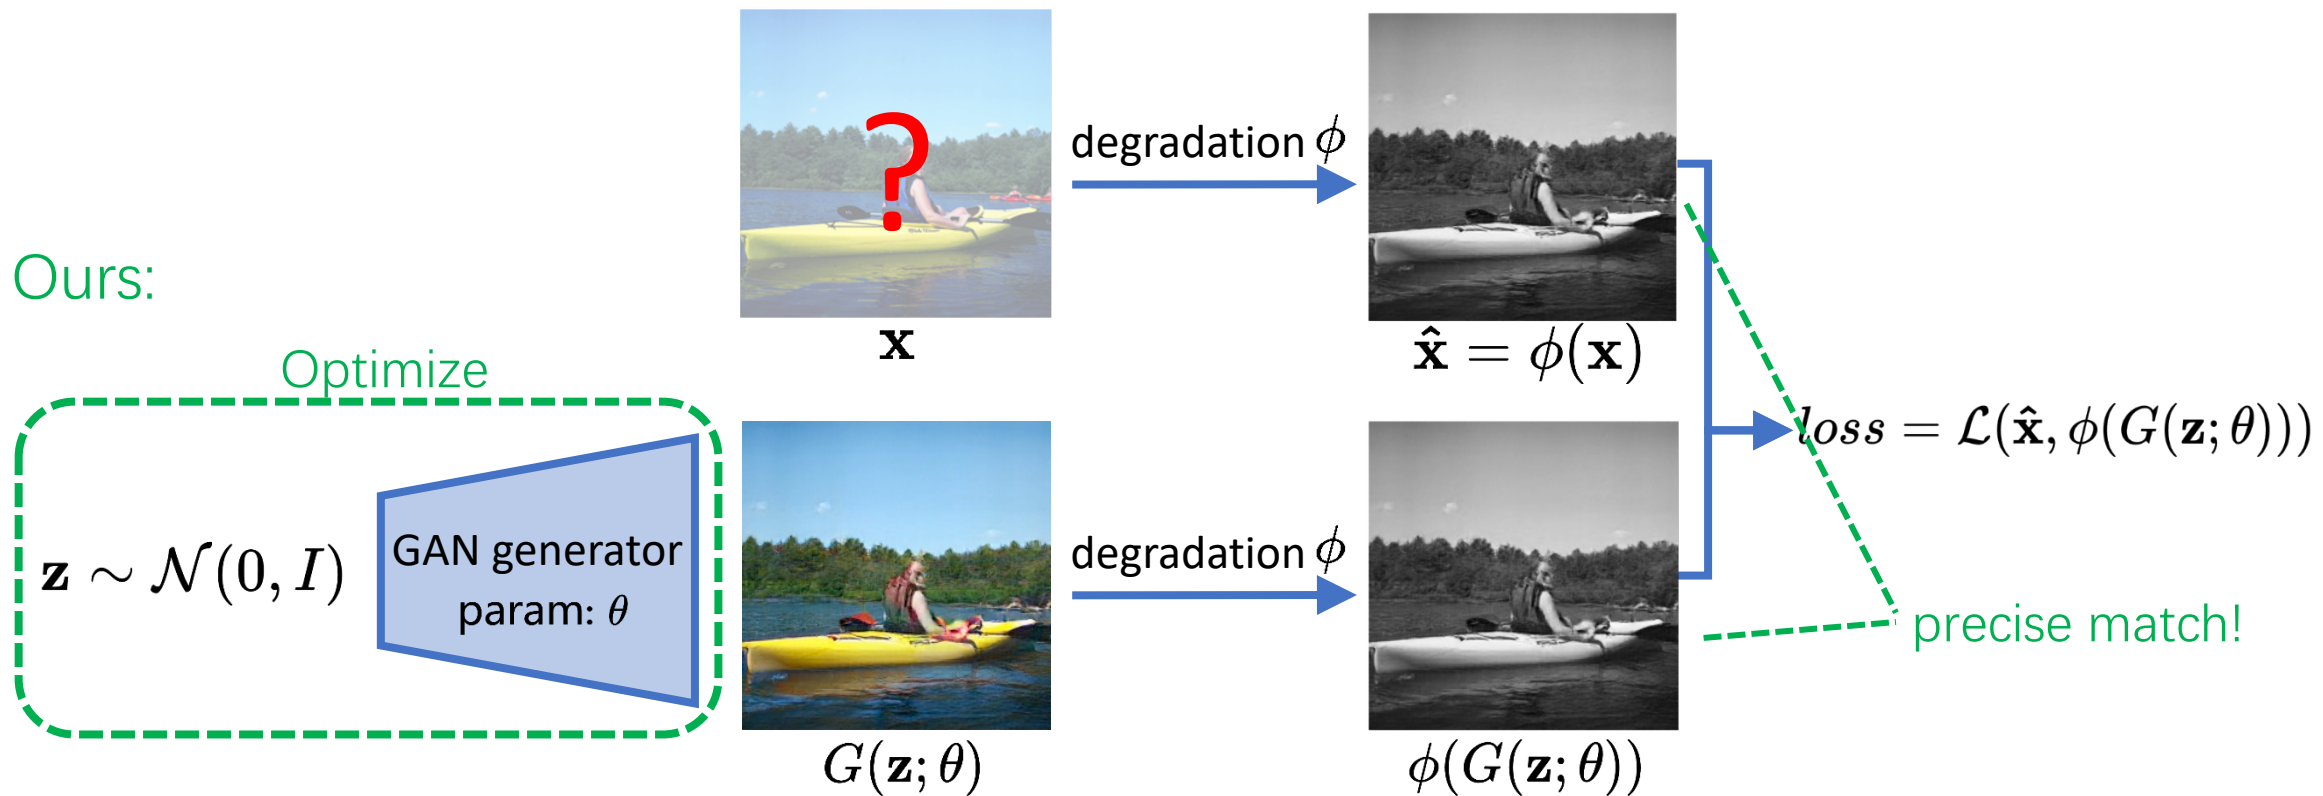 ?
degradation ϕ
x
x̂ = ϕ(x)
Ours:
Optimize
loss = ℒ(x̂, ϕ(G(z; θ)))
z ∼ 𝒩(0, I)
GAN generator
param: θ
degradation ϕ
precise match!
G(z; θ)
ϕ(G(z; θ))